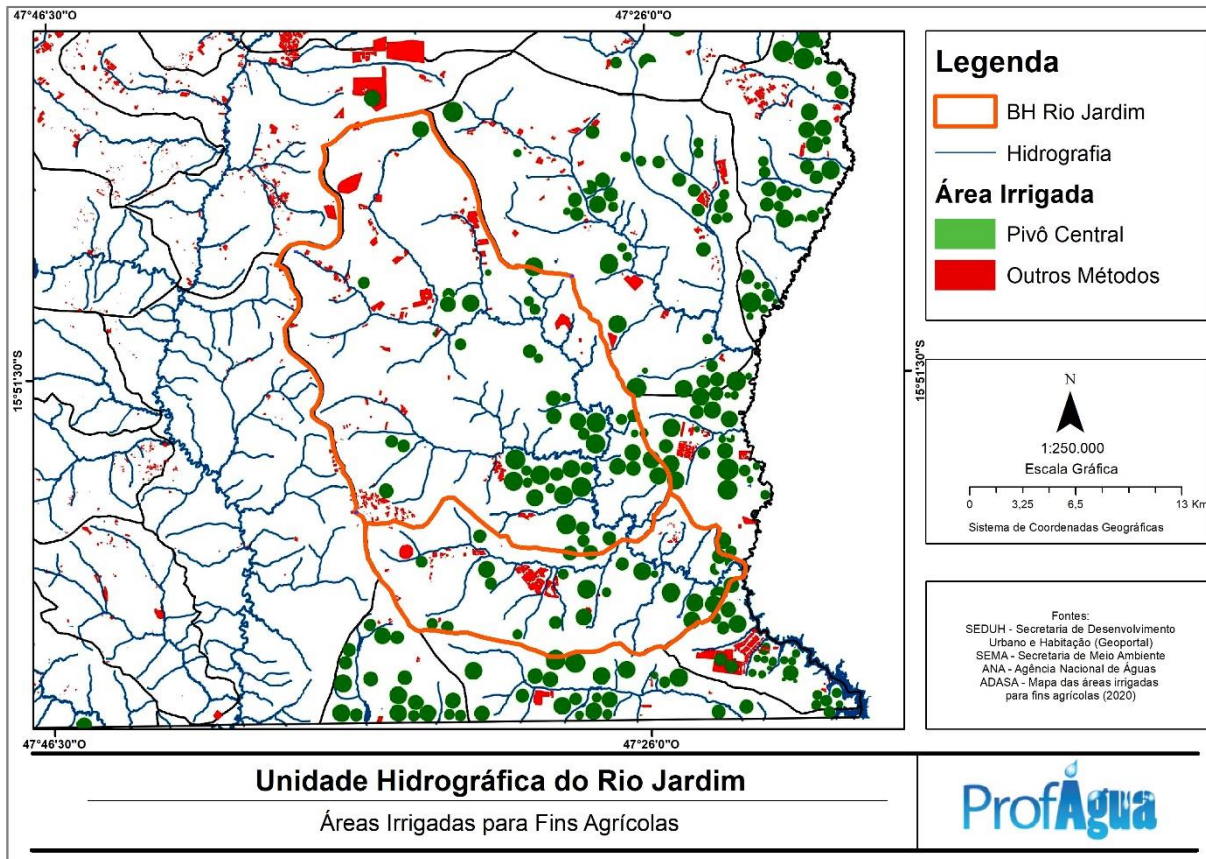 47°46'30"O
47°26'0"O
15°51'30"S
15°51'30"S
47°46'30"O
47°26'0"O
Legenda
BH Rio Jardim
Hidrografia
Área Irrigada
Pivô Central
Outros Métodos
N
1:250.000
Escala Gráfica
0 3,25 6,5 13 Km
Sistema de Coordenadas Geográficas
Fontes:
SEDUH - Secretaria de Desenvolvimento
Urbano e Habitação (Geoportal)
SEMA - Secretaria de Meio Ambiente
ANA - Agência Nacional de Águas
ADASA - Mapa das áreas irrigadas
para fins agrícolas (2020)
Unidade Hidrográfica do Rio Jardim
Áreas Irrigadas para Fins Agrícolas
ProfÁgua